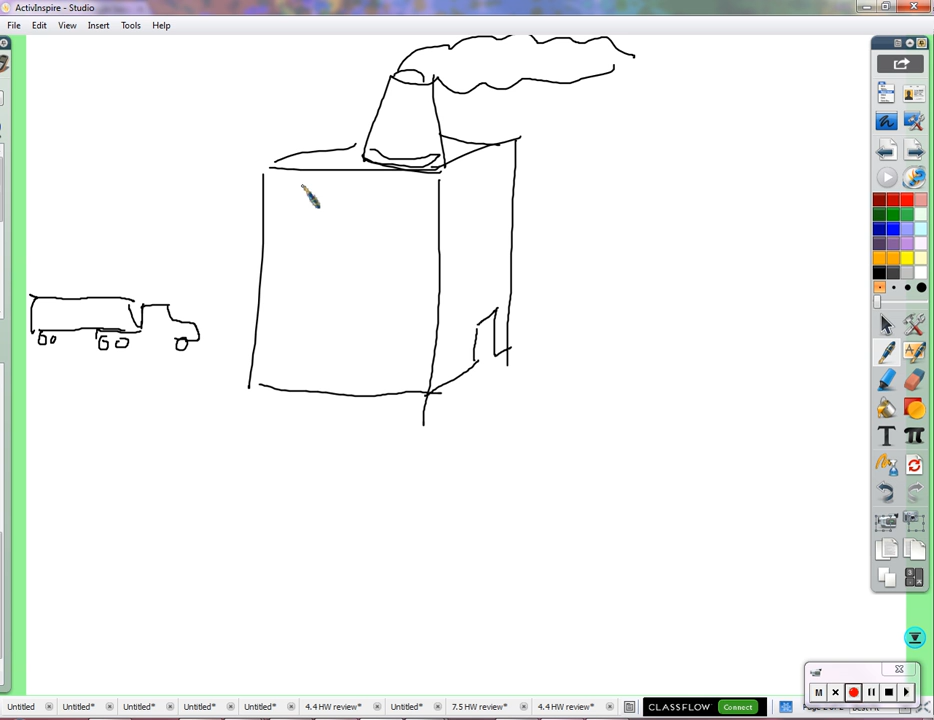 ActivInspire - Studio
File Edit View Insert Tools Help
Untitled Untitled* Untitled* Untitled* Untitled* 4.4 HW review* Untitled* 7.5 HW review* 4.4 HW review* CLASSFLOW Connect
M